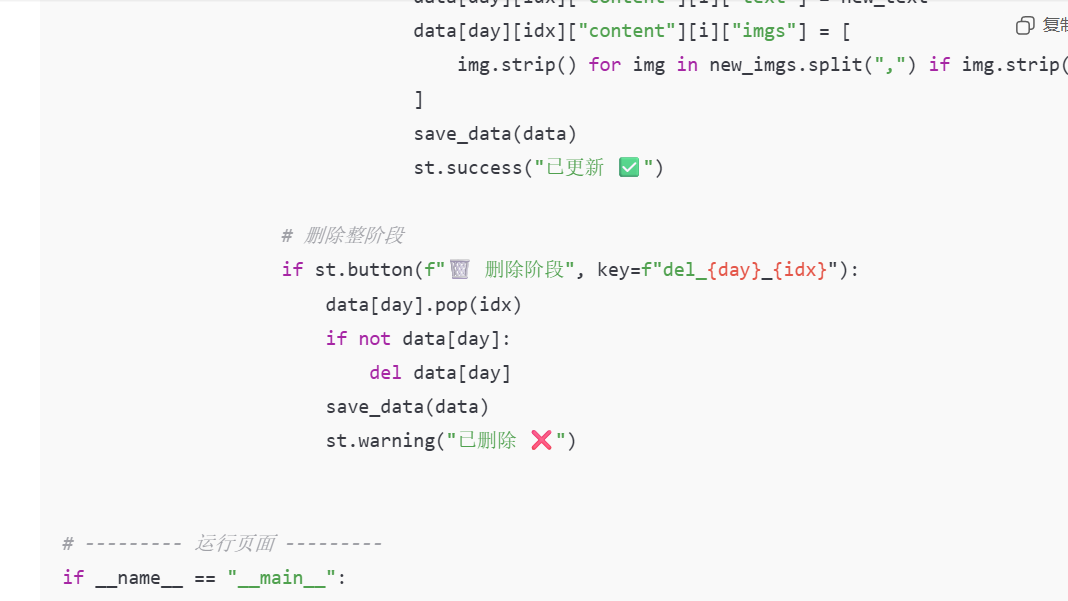 data[day][idx]["content"][i]["text"] = new_text
data[day][idx]["content"][i]["imgs"] = [
复制
img.strip() for img in new_imgs.split(",") if img.strip(
]
save_data(data)
st.success("已更新 ✅")
# 删除整阶段
if st.button(f"🗑️ 删除阶段", key=f"del_{day}_{idx}"):
data[day].pop(idx)
if not data[day]:
del data[day]
save_data(data)
st.warning("已删除 ❌")
# --------- 运行页面 ---------
if __name__ == "__main__":